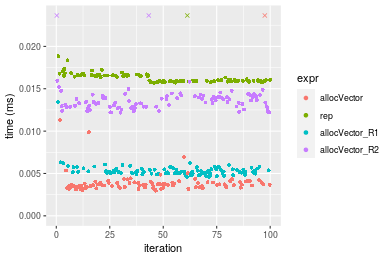 time (ms)
0.020
0.015
0.010
0.005
0.000
0
25
50
75
100
iteration
expr
allocVector
rep
allocVector_R1
allocVector_R2